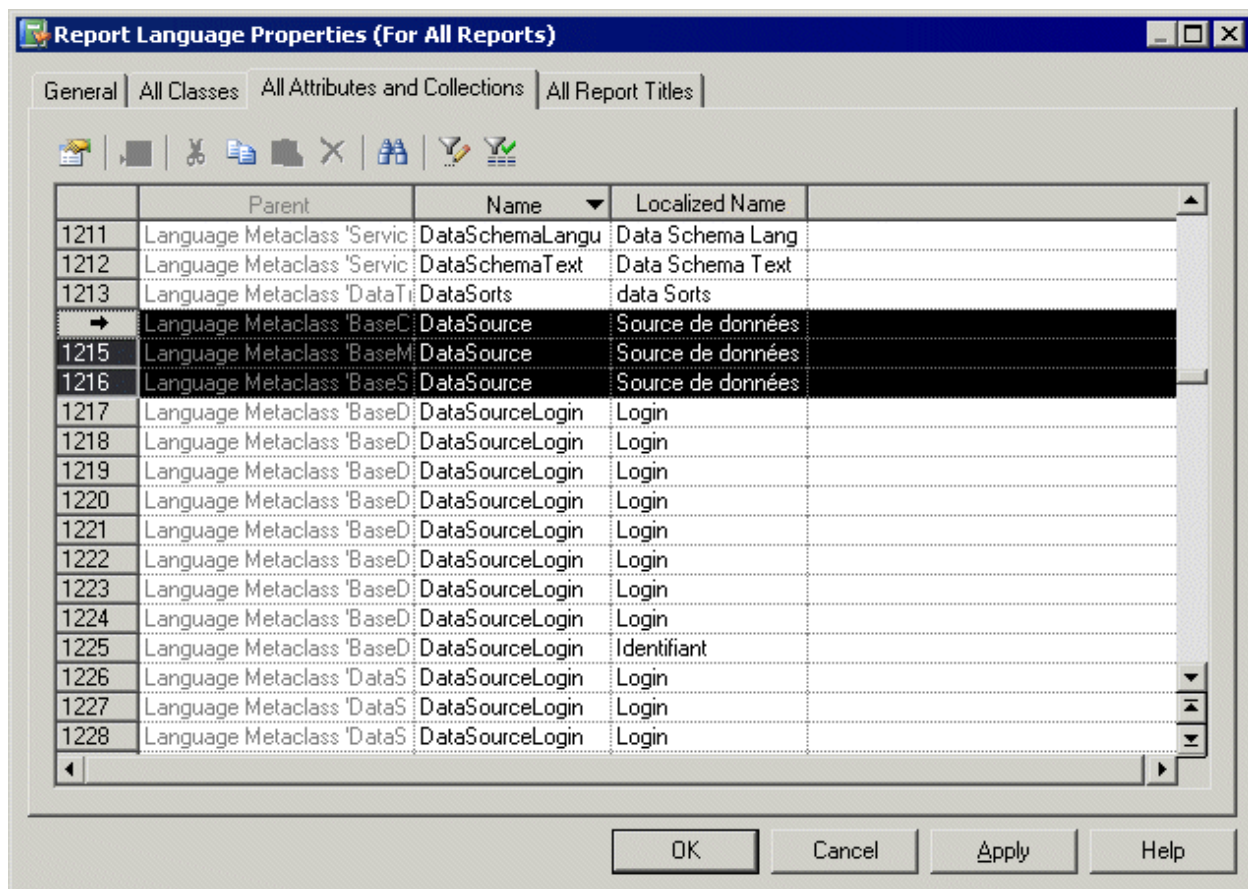 Report Language Properties (For All Reports)
General All Classes All Attributes and Collections All Report Titles
Parent Name Localized Name
1211 Language Metaclass 'Servic DataSchemaLangu Data Schema Lang
1212 Language Metaclass 'Servic DataSchemaText Data Schema Text
1213 Language Metaclass 'DataTr DataSorts data Sorts
Language Metaclass 'BaseC DataSource Source de données
1215 Language Metaclass 'BaseM DataSource Source de données
1216 Language Metaclass 'BaseS DataSource Source de données
1217 Language Metaclass 'BaseD DataSourceLogin Login
1218 Language Metaclass 'BaseD DataSourceLogin Login
1219 Language Metaclass 'BaseD DataSourceLogin Login
1220 Language Metaclass 'BaseD DataSourceLogin Login
1221 Language Metaclass 'BaseD DataSourceLogin Login
1222 Language Metaclass 'BaseD DataSourceLogin Login
1223 Language Metaclass 'BaseD DataSourceLogin Login
1224 Language Metaclass 'BaseD DataSourceLogin Login
1225 Language Metaclass 'BaseD DataSourceLogin Identifiant
1226 Language Metaclass 'DataS DataSourceLogin Login
1227 Language Metaclass 'DataS DataSourceLogin Login
1228 Language Metaclass 'DataS DataSourceLogin Login
OK Cancel Apply Help